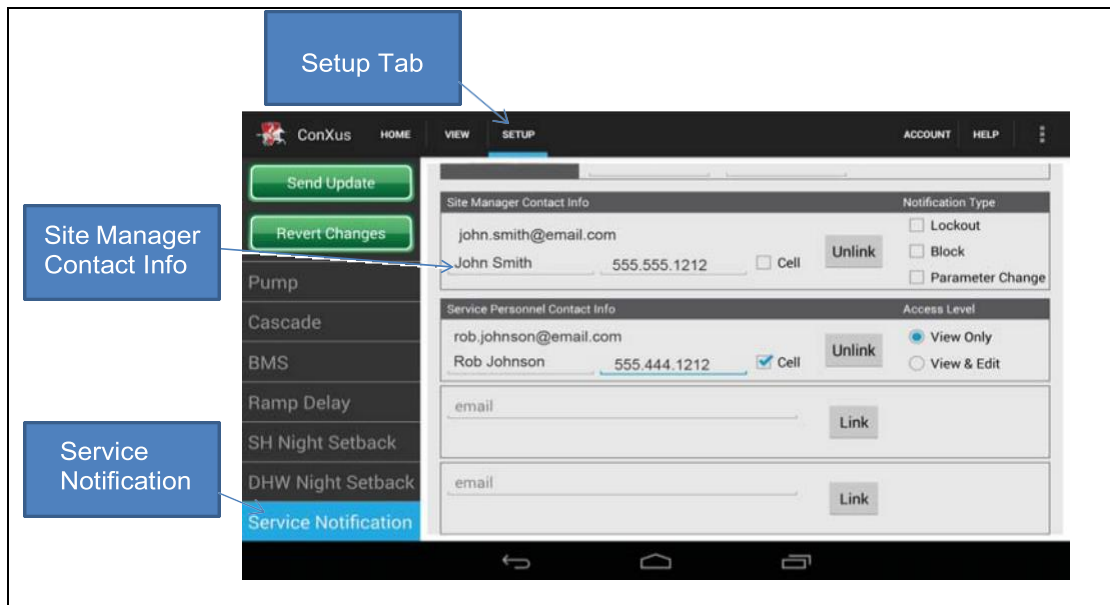 Setup Tab
ConXus HOME VIEW SETUP ACCOUNT HELP
Send Update
Revert Changes
Site Manager
Contact Info
Pump
Cascade
BMS
Ramp Delay
SH Night Setback
DHW Night Setback
Service Notification
Service
Notification
Site Manager Contact Info Notification Type
john.smith@email.com
John Smith 555.555.1212 Cell Unlink
Lockout
Block
Parameter Change
Service Personnel Contact Info Access Level
rob.johnson@email.com
Rob Johnson 555.444.1212 Cell Unlink
View Only
View & Edit
email
Link
email
Link